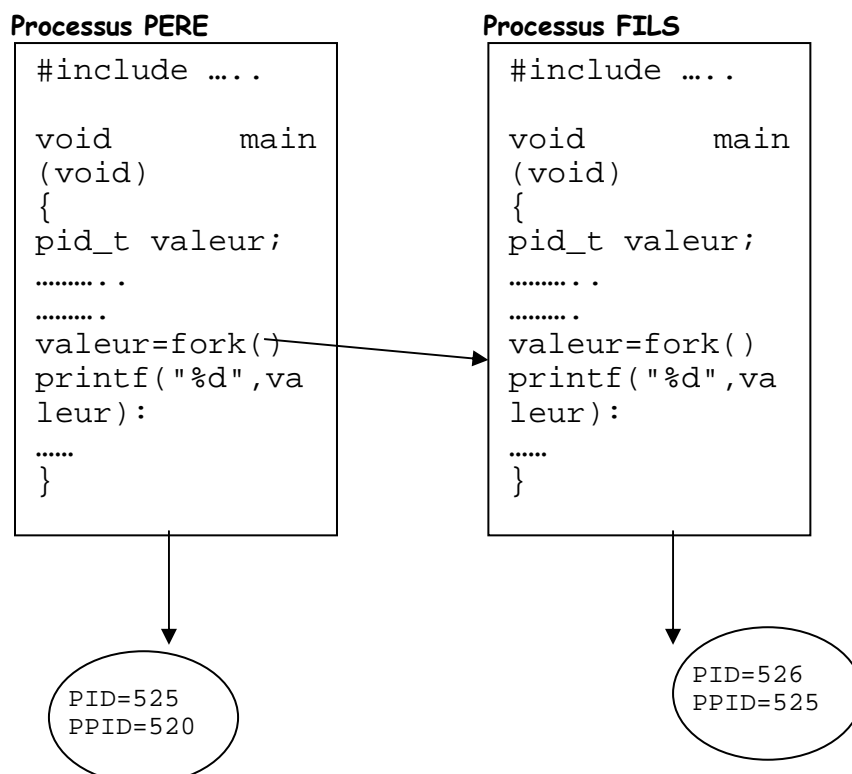 Processus PERE
#include …..
void main
(void)
{
pid_t valeur;
………..
……….
valeur=fork()
printf("%d",va
leur):
……
}
PID=525
PPID=520
Processus FILS
#include …..
void main
(void)
{
pid_t valeur;
………..
……….
valeur=fork()
printf("%d",va
leur):
……
}
PID=526
PPID=525